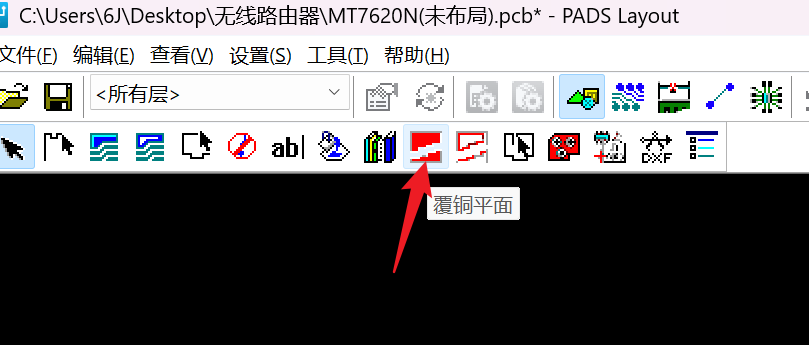 C:\Users\6J\Desktop\无线路由器\MT7620N(未布局).pcb* - PADS Layout
文件(F) 编辑(E) 查看(V) 设置(S) 工具(T) 帮助(H)
<所有层>
ab
DXF
覆铜平面